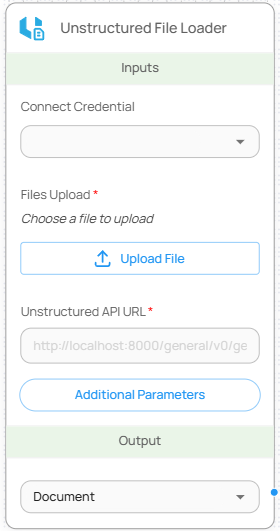 Unstructured File Loader
Inputs
Connect Credential
Files Upload *
Choose a file to upload
Upload File
Unstructured API URL *
http://localhost:8000/general/v0/ge
Additional Parameters
Output
Document